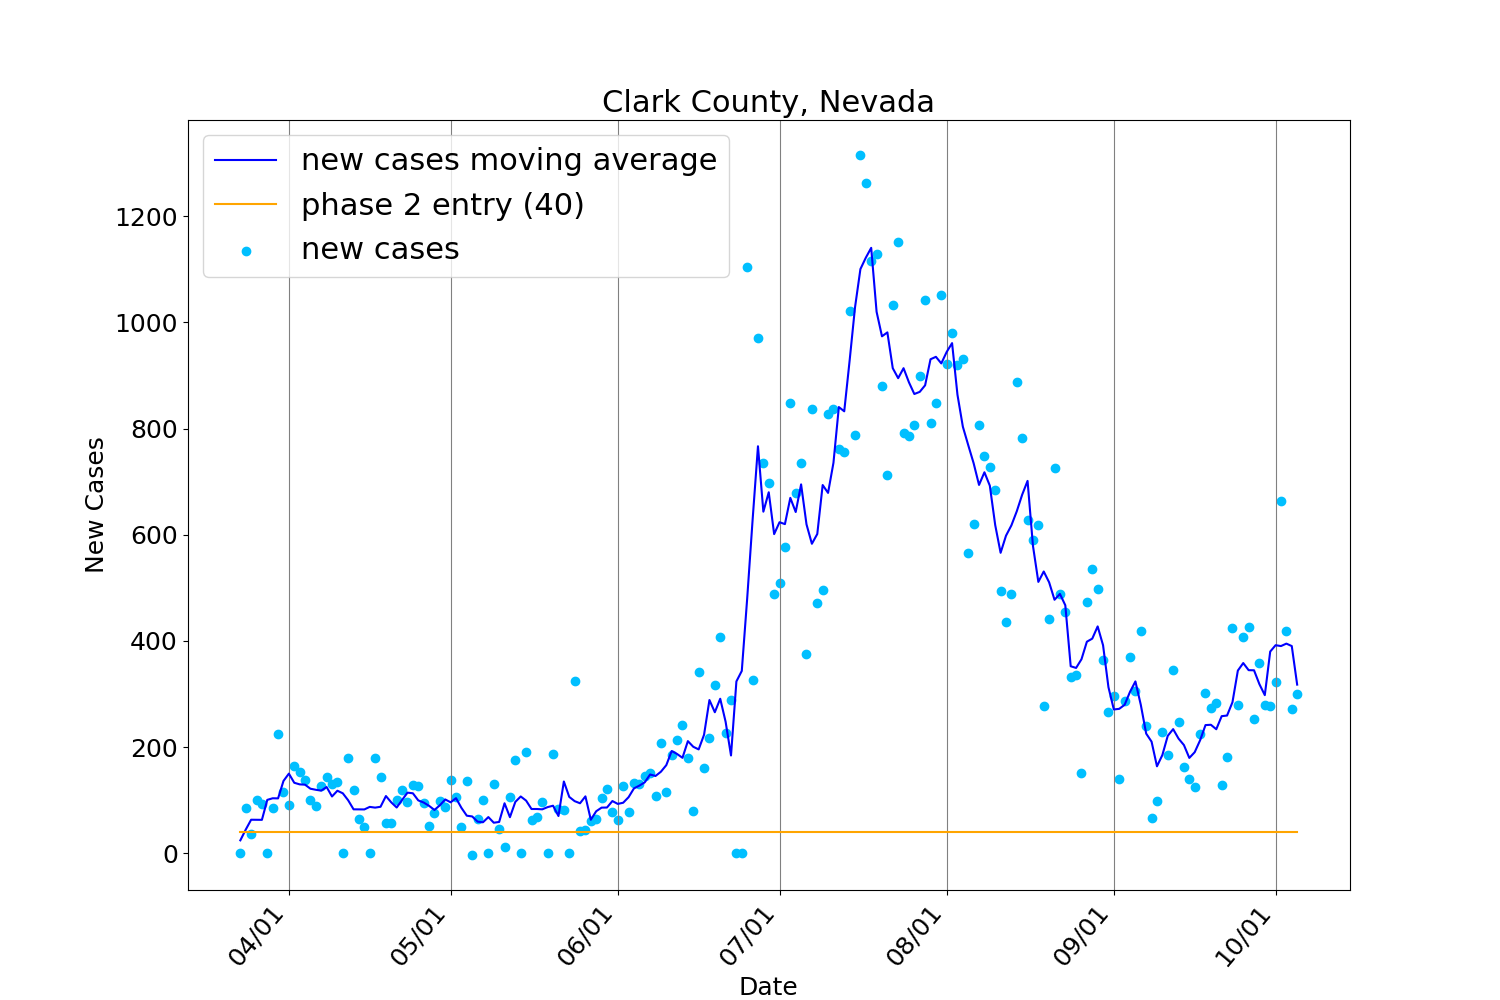 Clark County, Nevada
new cases moving average
phase 2 entry (40)
new cases
1200
1000
800
600
400
200
0
New Cases
04/01
05/01
06/01
07/01
08/01
09/01
10/01
Date